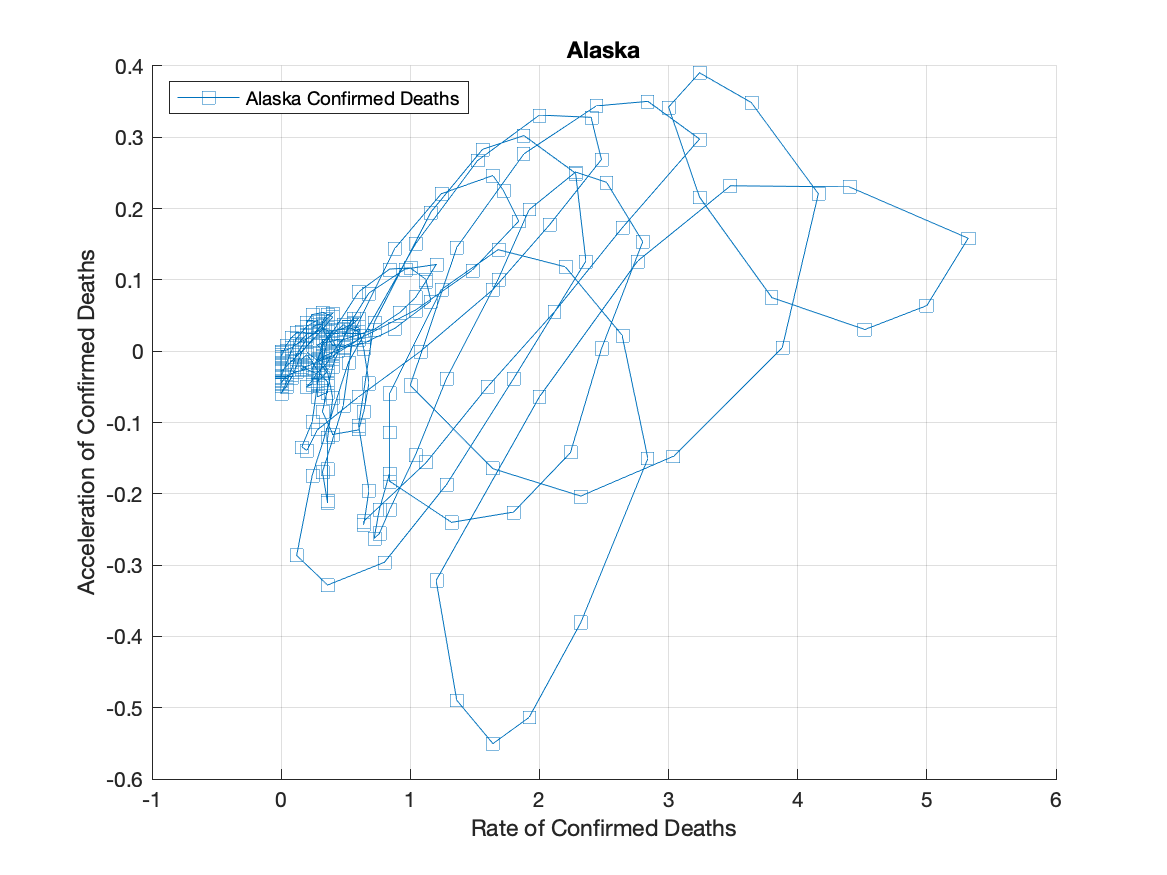 Alaska
Alaska Confirmed Deaths
0.4
0.3
0.2
0.1
0
-0.1
-0.2
-0.3
-0.4
-0.5
-0.6
Acceleration of Confirmed Deaths
-1 0 1 2 3 4 5 6
Rate of Confirmed Deaths